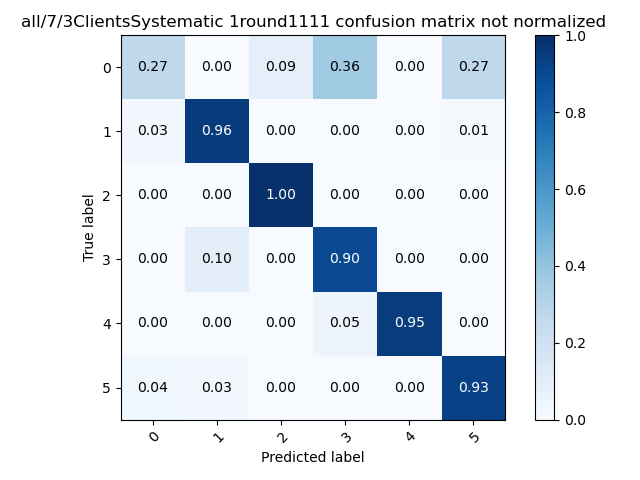 all/7/3ClientsSystematic 1round1111 confusion matrix not normalized
0 0.27 0.00 0.09 0.36 0.00 0.27
1 0.03 0.96 0.00 0.00 0.00 0.01
2 0.00 0.00 1.00 0.00 0.00 0.00
3 0.00 0.10 0.00 0.90 0.00 0.00
4 0.00 0.00 0.00 0.05 0.95 0.00
5 0.04 0.03 0.00 0.00 0.00 0.93
True label
0 1 2 3 4 5
Predicted label
1.0
0.8
0.6
0.4
0.2
0.0